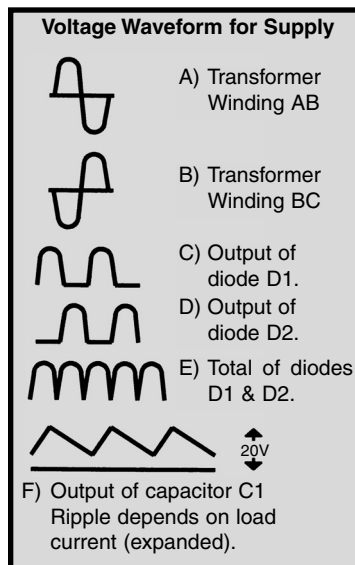 Voltage Waveform for Supply
A) Transformer
Winding AB
B) Transformer
Winding BC
C) Output of
diode D1.
D) Output of
diode D2.
E) Total of diodes
D1 & D2.
20V
F) Output of capacitor C1
Ripple depends on load
current (expanded).